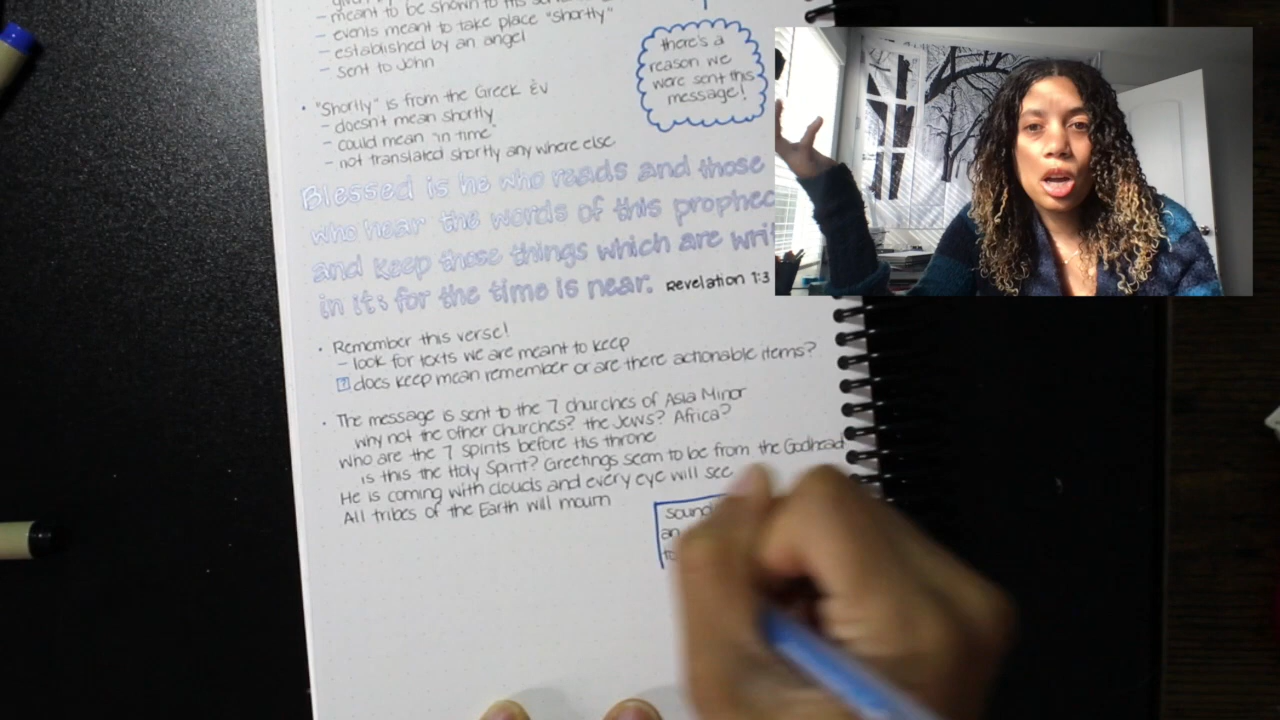 - meant to be shown to His
- events meant to take place "shortly"
- established by an angel
- sent to John
there's a
reason we
were sent this
message!
• "Shortly" is from the Greek ἐν
- doesn't mean shortly
- could mean "in time"
- not translated shortly any where else
Blessed is he who reads and those
who hear the words of this prophec
and keep those things which are writ
in it; for the time is near. Revelation 1:3
• Remember this verse!
- look for texts we are meant to keep
? does keep mean remember or are there actionable items?
• The message is sent to the 7 churches of Asia Minor
why not the other churches? the Jews? Africa?
who are the 7 spirits before His throne
is this the Holy Spirit? Greetings seem to be from the Godhead
He is coming with clouds and every eye will see
All tribes of the Earth will mourn
sound
an
to